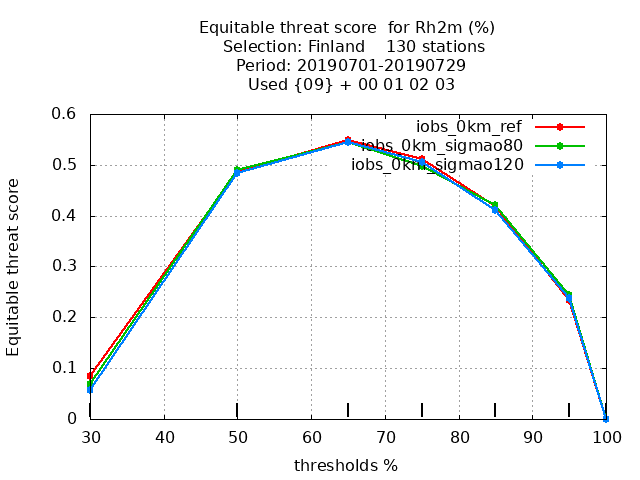 Equitable threat score  for Rh2m (%)
Selection: Finland    130 stations
Period: 20190701-20190729
Used {09} + 00 01 02 03
iobs_0km_ref
iobs_0km_sigmao80
iobs_0km_sigmao120
Equitable threat score
0.6
0.5
0.4
0.3
0.2
0.1
0
30 40 50 60 70 80 90 100
thresholds %